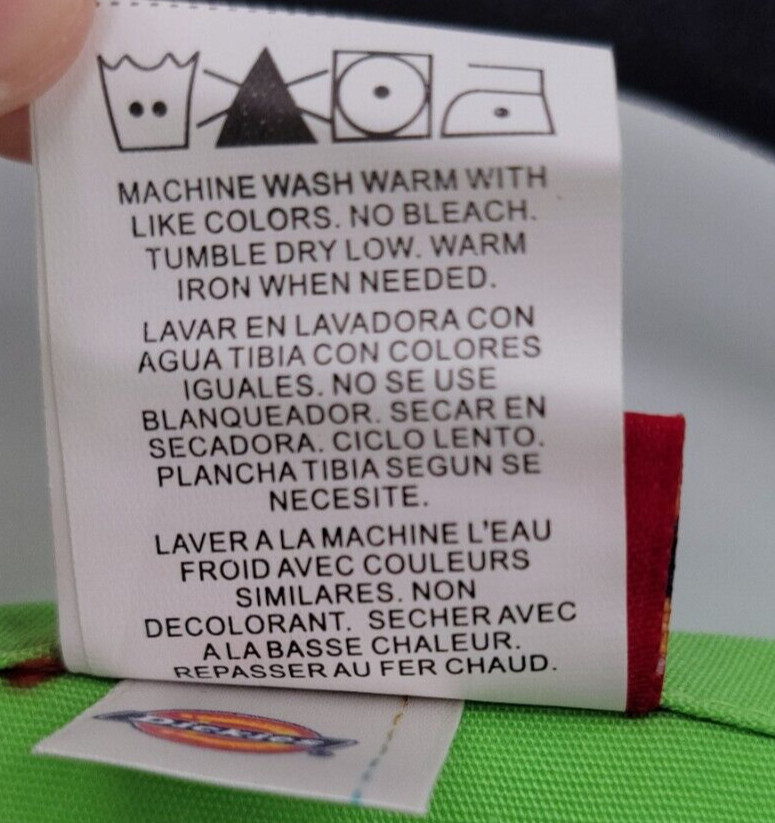 MACHINE WASH WARM WITH
LIKE COLORS. NO BLEACH.
TUMBLE DRY LOW. WARM
IRON WHEN NEEDED.
LAVAR EN LAVADORA CON
AGUA TIBIA CON COLORES
IGUALES. NO SE USE
BLANQUEADOR. SECAR EN
SECADORA. CICLO LENTO.
PLANCHA TIBIA SEGUN SE
NECESITE.
LAVER A LA MACHINE L'EAU
FROID AVEC COULEURS
SIMILARES. NON
DECOLORANT. SECHER AVEC
A LA BASSE CHALEUR.
REPASSER AU FER CHAUD.
Dickies